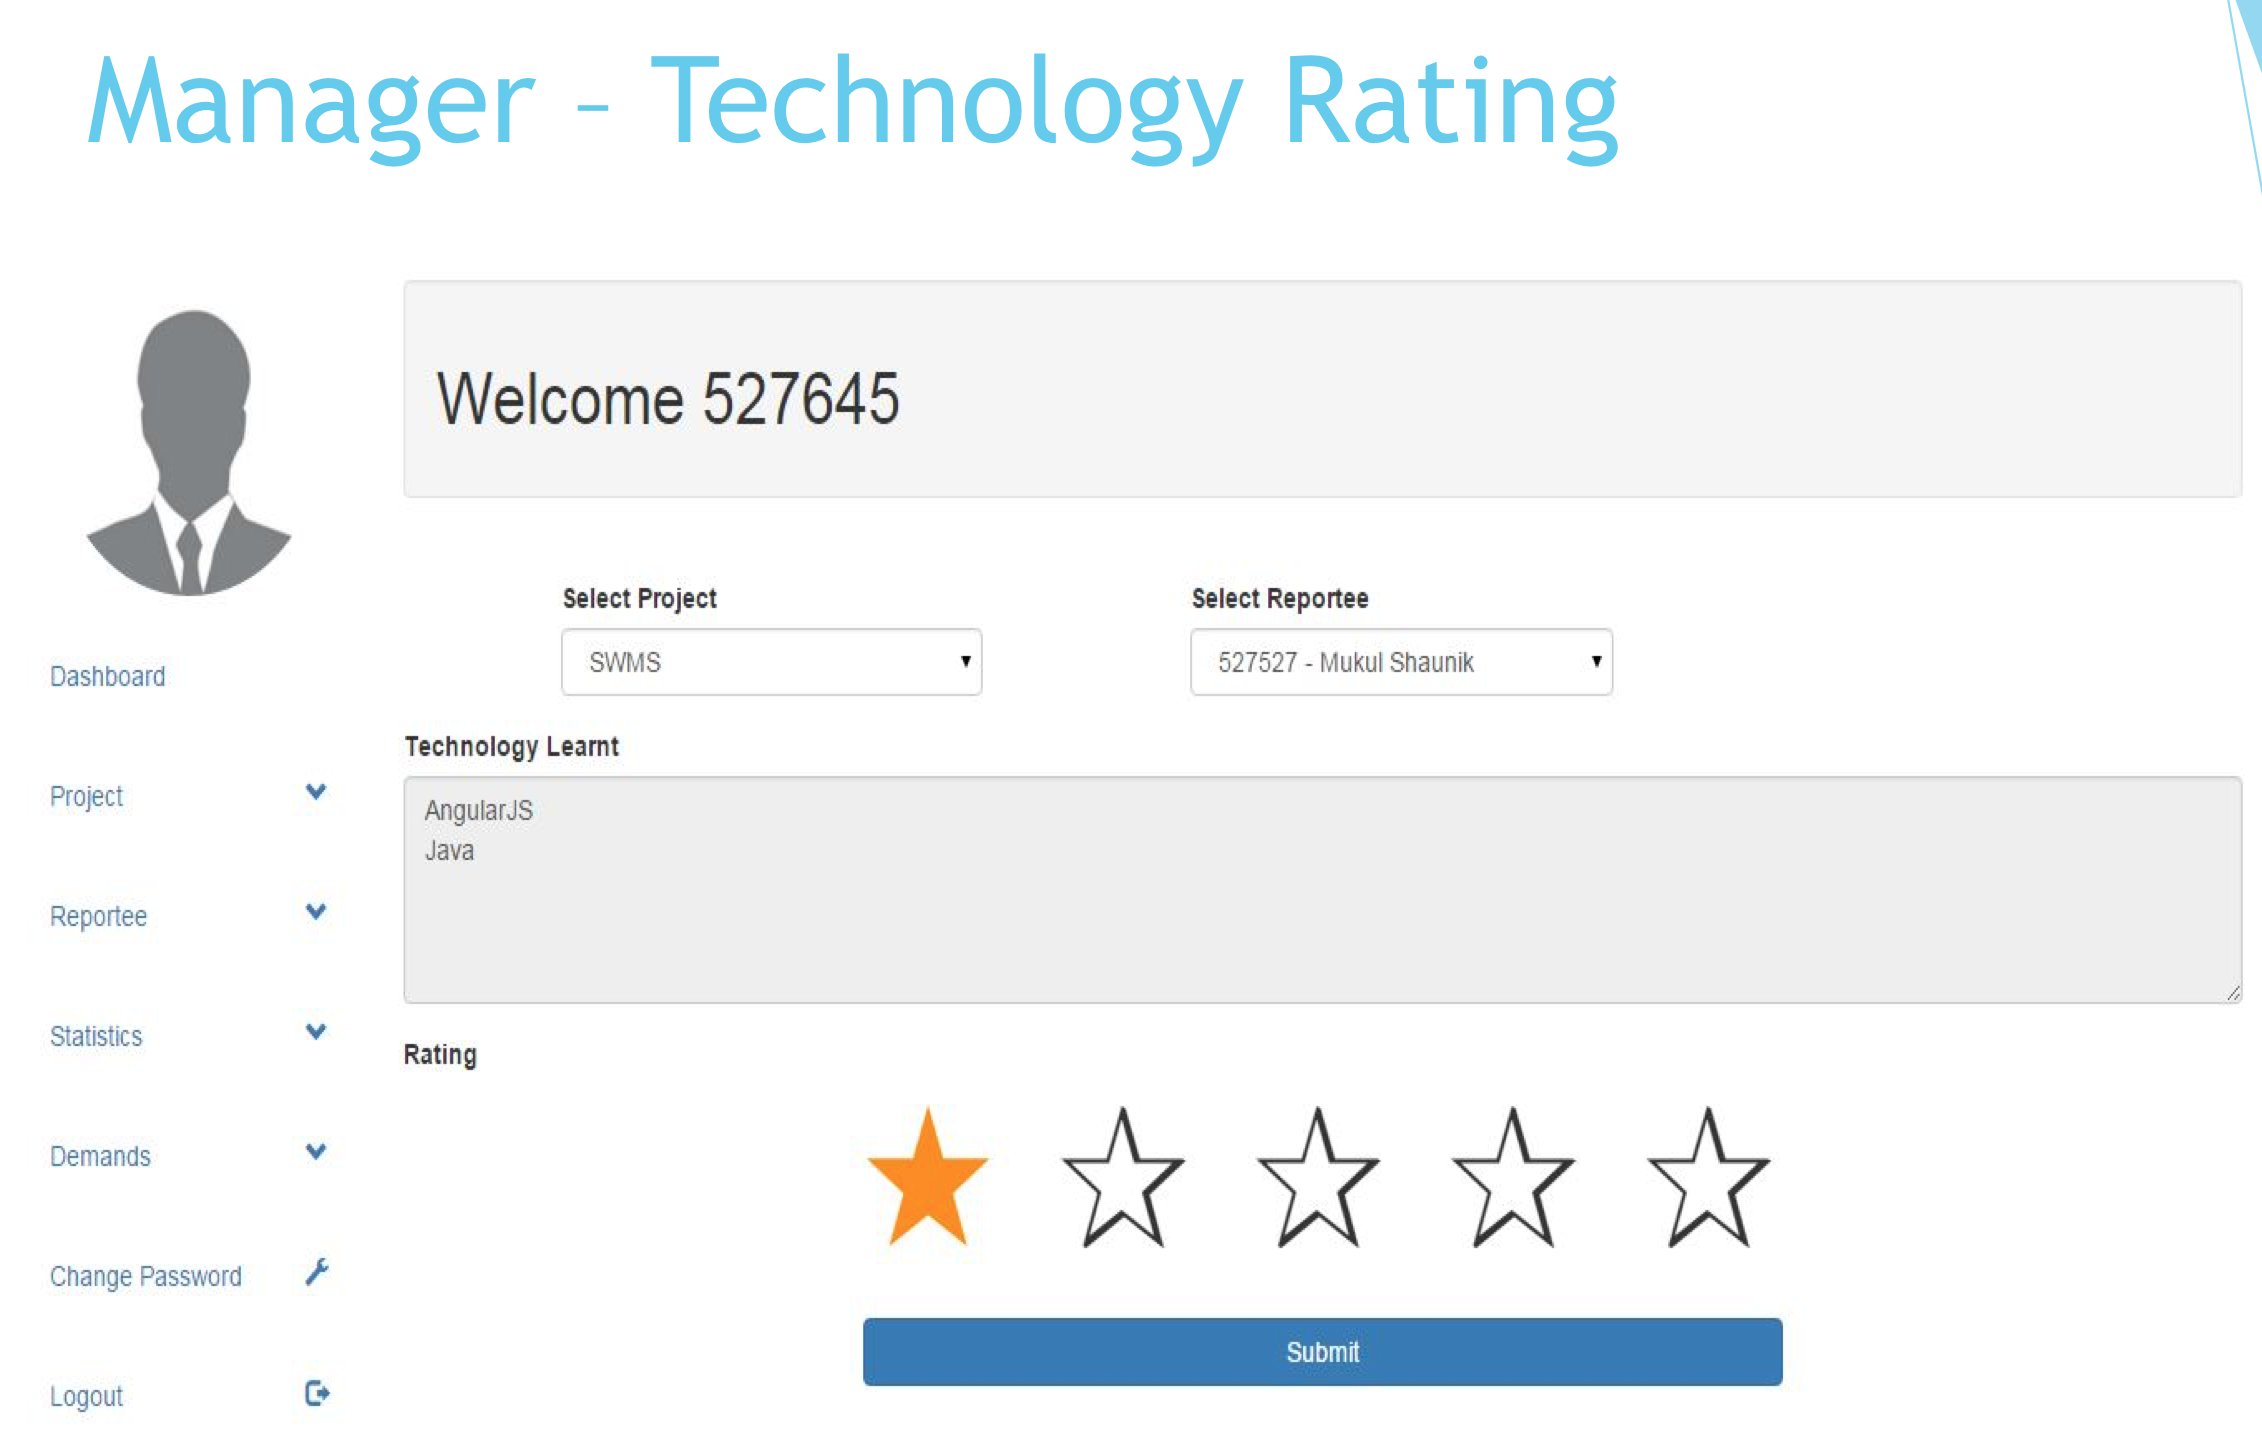 Manager – Technology Rating
Welcome 527645
Select Project
Select Reportee
SWMS
527527 - Mukul Shaunik
Dashboard
Technology Learnt
Project
AngularJS
Java
Reportee
Statistics
Rating
Demands
Change Password
Submit
Logout